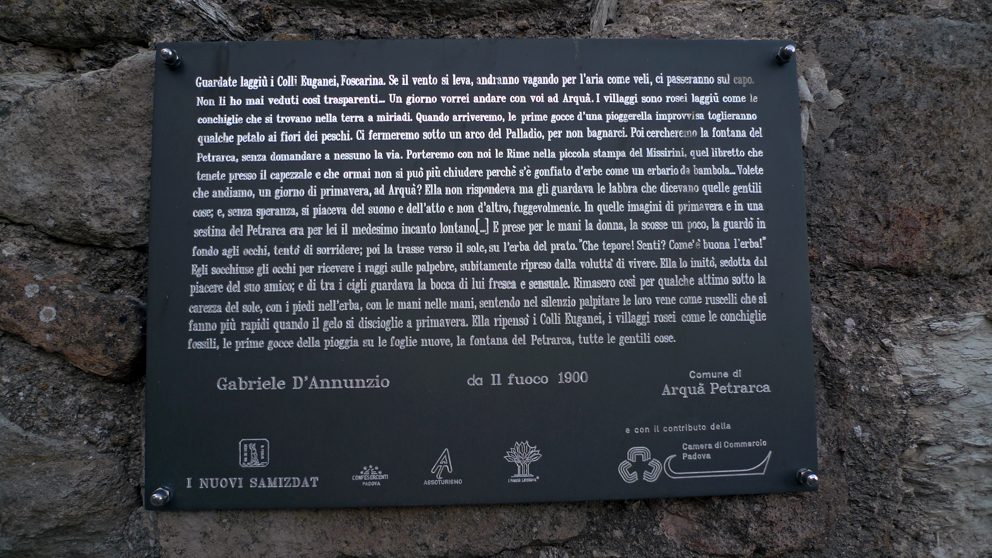 Guardate laggiù i Colli Euganei, Foscarina. Se il vento si leva, andranno vagando per l'aria come veli, ci passeranno sul capo.
Non li ho mai veduti così trasparenti... Un giorno vorrei andare con voi ad Arquà. I villaggi sono rosei laggiù come le
conchiglie che si trovano nella terra a miriadi. Quando arriveremo, le prime gocce d'una pioggerella improvvisa toglieranno
qualche petalo ai fiori dei peschi. Ci fermeremo sotto un arco del Palladio, per non bagnarci. Poi cercheremo la fontana del
Petrarca, senza domandare a nessuno la via. Porteremo con noi le Rime nella piccola stampa del Missirini, quel libretto che
tenete presso il capezzale e che ormai non si può più chiudere perchè s'è gonfiato d'erbe come un erbario da bambola... Volete
che andiamo, un giorno di primavera, ad Arquà? Ella non rispondeva ma gli guardava le labbra che dicevano quelle gentili
cose; e, senza speranza, si piaceva del suono e dell'atto e non d'altro, fuggevolmente. In quelle imagini di primavera e in una
sestina del Petrarca era per lei il medesimo incanto lontano[...] E prese per le mani la donna, la scosse un poco, la guardò in
fondo agli occhi, tentò di sorridere; poi la trasse verso il sole, su l'erba del prato. "Che tepore! Senti? Com'è buona l'erba!"
Egli socchiuse gli occhi per ricevere i raggi sulle palpebre, subitamente ripreso dalla voluttà di vivere. Ella lo imitò, sedotta dal
piacere del suo amico; e di tra i cigli guardava la bocca di lui fresca e sensuale. Rimasero così per qualche attimo sotto la
carezza del sole, con i piedi nell'erba, con le mani nelle mani, sentendo nel silenzio palpitare le loro vene come ruscelli che si
fanno più rapidi quando il gelo si discioglie a primavera. Ella ripensò i Colli Euganei, i villaggi rosei come le conchiglie
fossili, le prime gocce della pioggia su le foglie nuove, la fontana del Petrarca, tutte le gentili cose.
Gabriele D'Annunzio
da Il fuoco 1900
Comune di
Arquà Petrarca
e con il contributo della
I NUOVI SAMIZDAT
CONFESERCENTI
PADOVA
ASSOTURISMO
Camera di Commercio
Padova